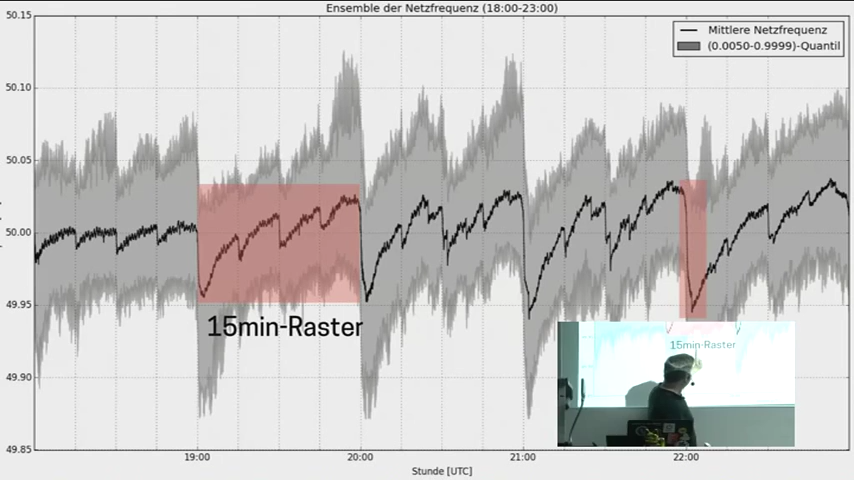 Ensemble der Netzfrequenz (18:00-23:00)
50.15
50.10
50.05
50.00
49.95
49.90
49.85
Mittlere Netzfrequenz
(0.0050-0.9999)-Quantil
15min-Raster
15min-Raster
19:00
20:00
21:00
22:00
Stunde [UTC]